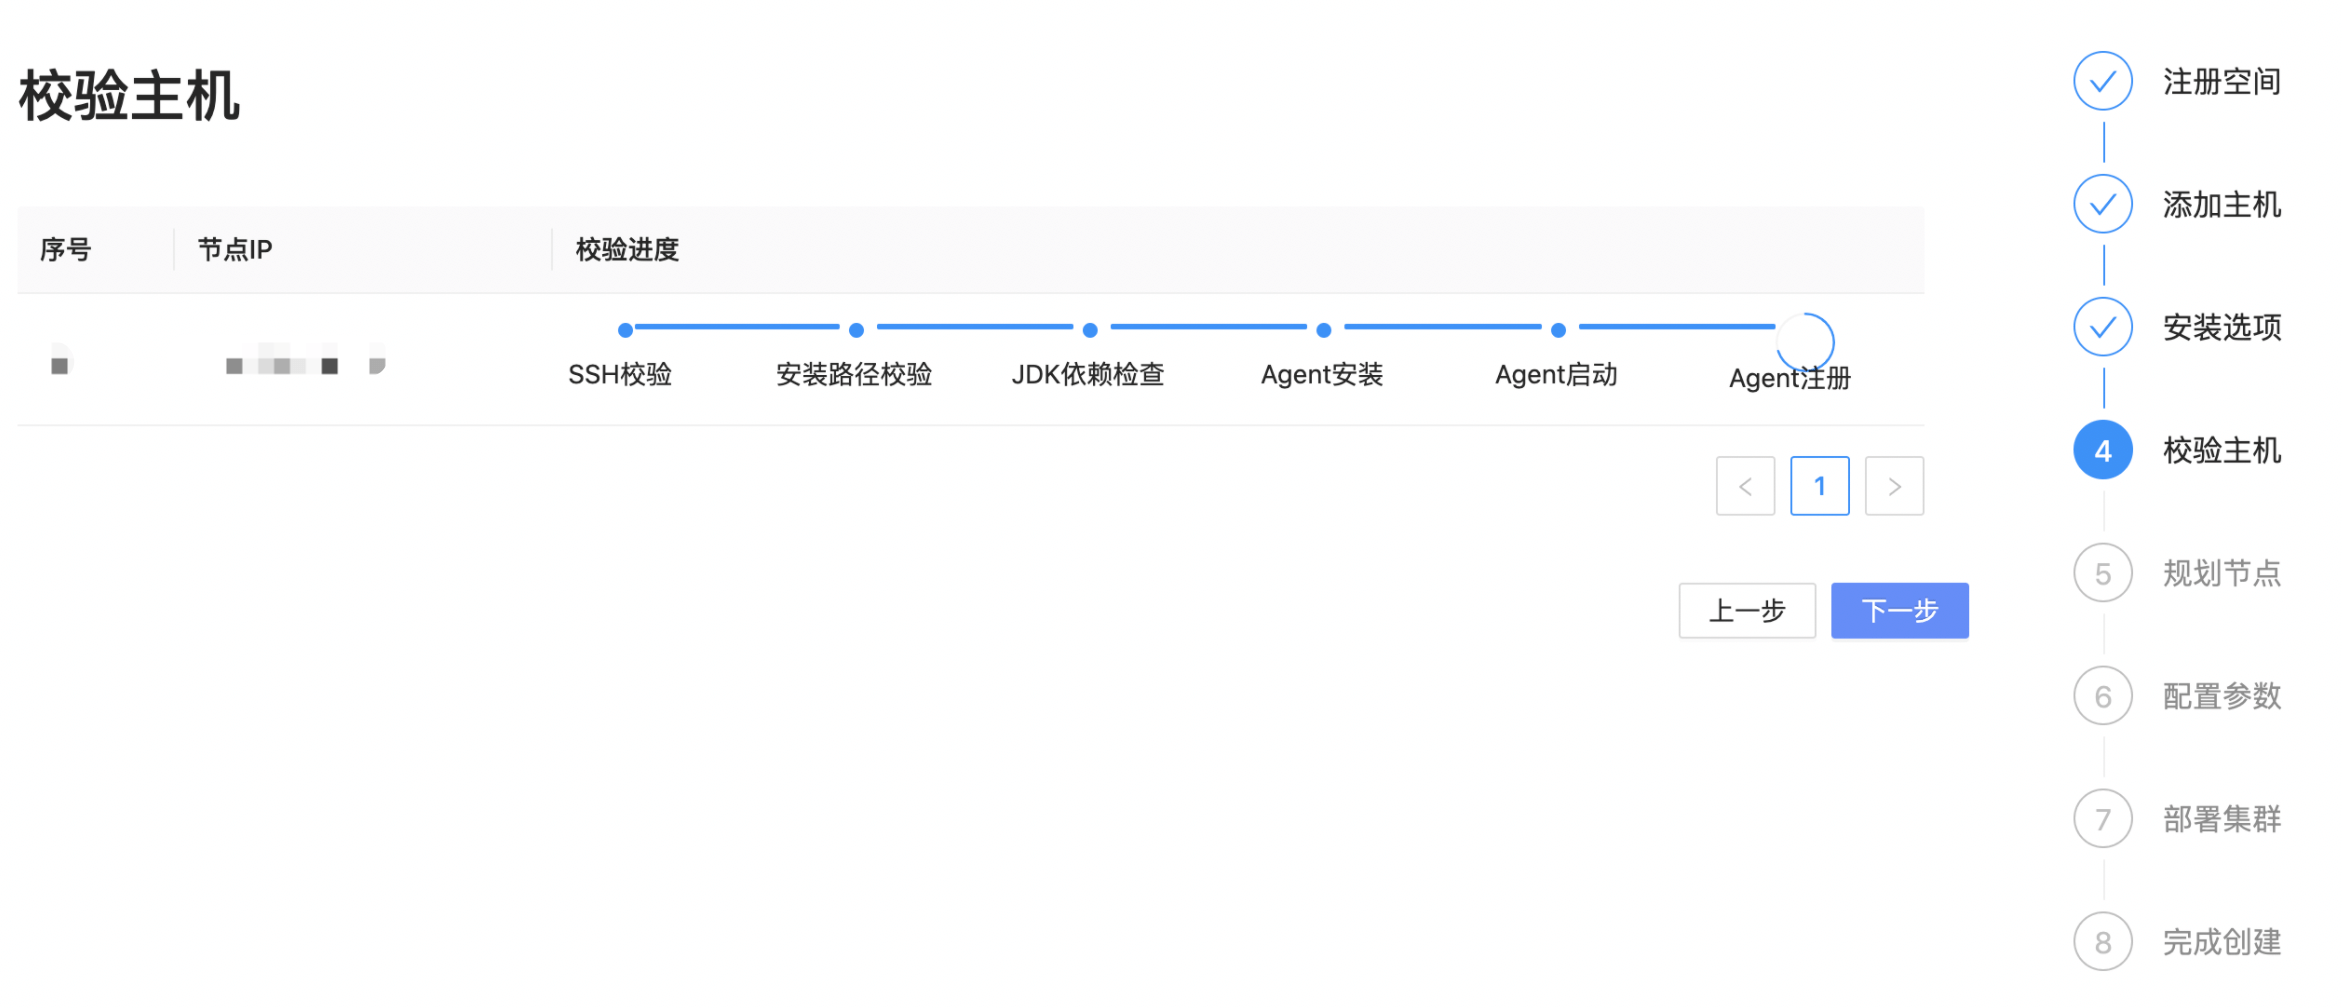 校验主机
序号 节点IP 校验进度
SSH校验 安装路径校验 JDK依赖检查 Agent安装 Agent启动 Agent注册
< 1 >
上一步 下一步
注册空间
添加主机
安装选项
4 校验主机
5 规划节点
6 配置参数
7 部署集群
8 完成创建